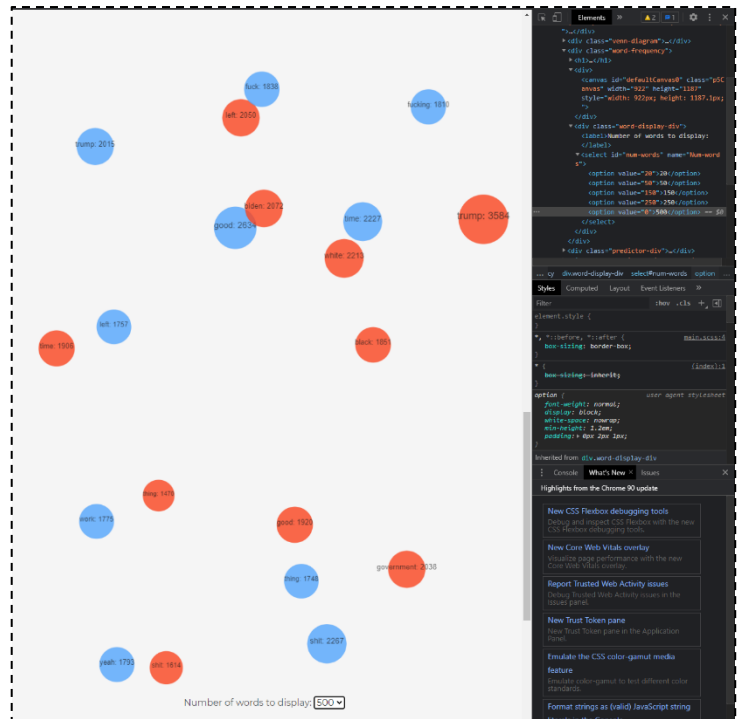 fuck: 1838
left: 2059
fucking: 1810
trump: 2015
biden: 2072
good: 2634
time: 2227
trump: 3584
white: 2213
left: 1757
time: 1906
black: 1851
thing: 1476
work: 1775
good: 1920
government: 2038
thing: 1748
shit: 2267
yeah: 1793
shit: 1614
Number of words to display: 500
Elements
2
1
">…</div>
<div class="venn-diagram">…</div>
<div class="word-frequency">
<h1>…</h1>
<div>
<canvas id="defaultCanvas0" class="p5C
anvas" width="922" height="1187"
style="width: 922px; height: 1187.1px;
">
</div>
<div class="word-display-div">
<label>Number of words to display:
</label>
<select id="num-words" name="Num-word
s">
<option value="20">20</option>
<option value="50">50</option>
<option value="150">150</option>
<option value="250">250</option>
<option value="0">500</option> == $0
</select>
</div>
</div>
<div class="predictor-div">…</div>
... cy div.word-display-div select#num-words option
Styles Computed Layout Event Listeners »
Filter :hov .cls +
element.style {
}
*, *::before, *::after { main.scss:4
box-sizing: border-box;
}
* { (index):1
box-sizing: inherit;
}
option { user agent stylesheet
font-weight: normal;
display: block;
white-space: nowrap;
min-height: 1.2em;
padding: 0px 2px 1px;
}
Inherited from div.word-display-div
Console What's New × Issues ×
Highlights from the Chrome 90 update
New CSS Flexbox debugging tools
Debug and inspect CSS Flexbox with the new
CSS Flexbox debugging tools.
New Core Web Vitals overlay
Visualize page performance with the new
Core Web Vitals overlay.
Report Trusted Web Activity issues
Debug Trusted Web Activity issues in the
Issues panel.
New Trust Token pane
New Trust Token pane in the Application
Panel.
Emulate the CSS color-gamut media
feature
Emulate color-gamut to test different color
standards.
Format strings as (valid) JavaScript string